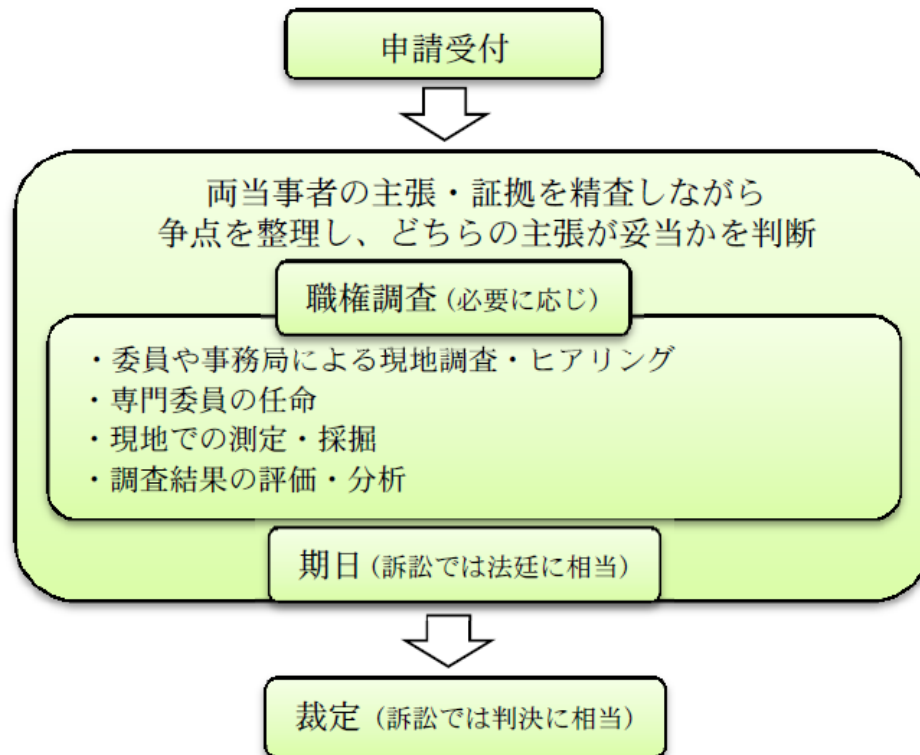 申請受付
両当事者の主張・証拠を精査しながら
争点を整理し、どちらの主張が妥当かを判断
職権調査（必要に応じ）
・委員や事務局による現地調査・ヒアリング
・専門委員の任命
・現地での測定・採掘
・調査結果の評価・分析
期日（訴訟では法廷に相当）
裁定（訴訟では判決に相当）